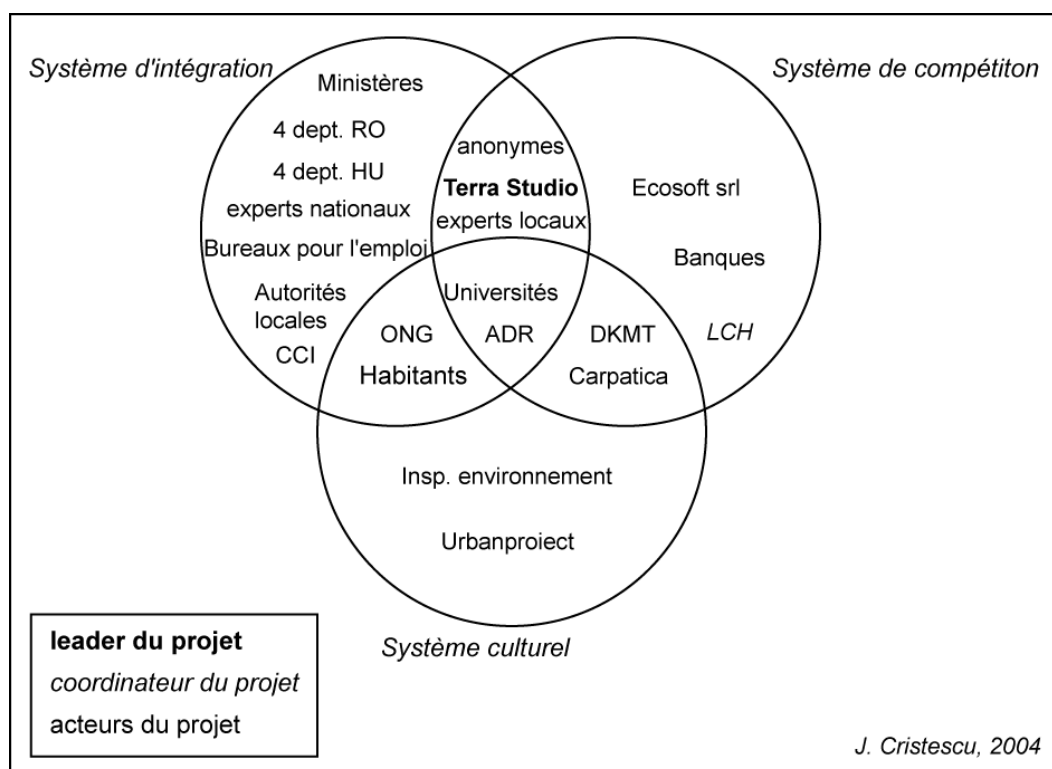 Système d'intégration
Système de compétiton
Ministères
4 dept. RO
4 dept. HU
experts nationaux
Bureaux pour l'emploi
Autorités
locales
CCI
anonymes
Terra Studio
experts locaux
Ecosoft srl
Banques
LCH
Universités
ADR
ONG
Habitants
DKMT
Carpatica
Insp. environnement
Urbanproiect
Système culturel
leader du projet
coordinateur du projet
acteurs du projet
J. Cristescu, 2004